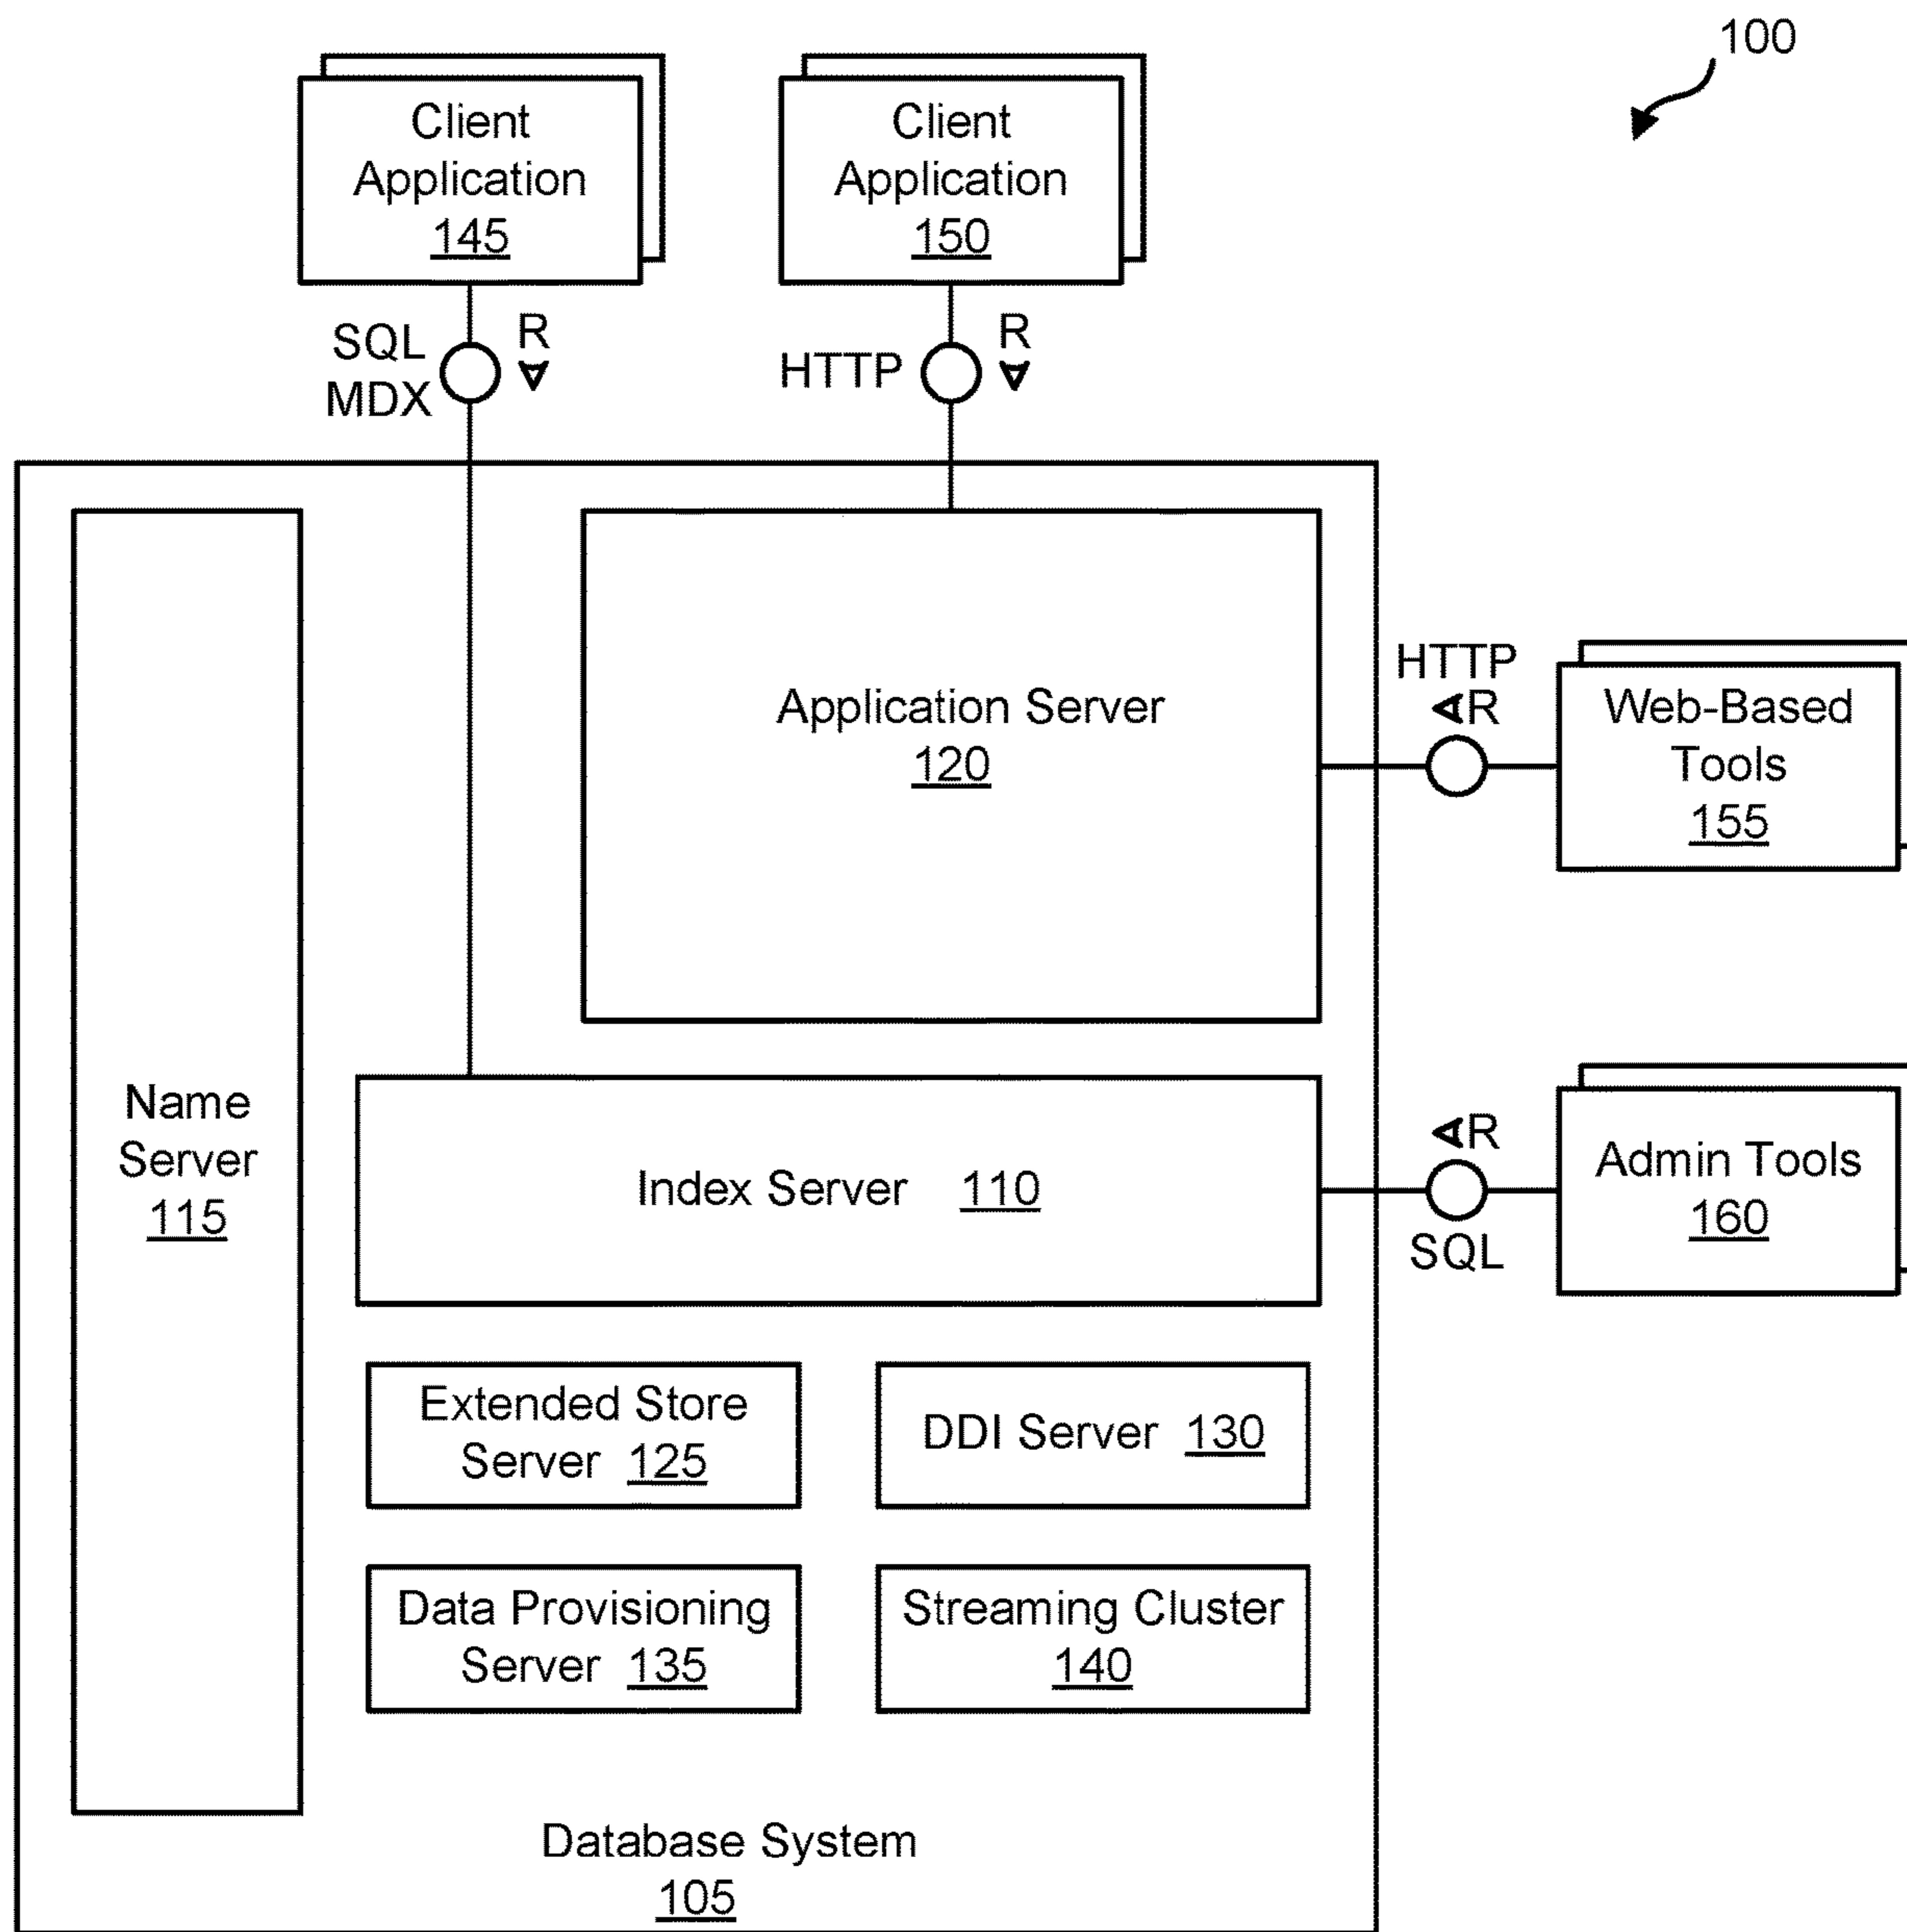 100
Client
Application
145
Client
Application
150
SQL
MDX
R
HTTP
R
Application Server
120
HTTP
R
Web-Based
Tools
155
Name
Server
115
Index Server 110
R
SQL
Admin Tools
160
Extended Store
Server 125
DDI Server 130
Data Provisioning
Server 135
Streaming Cluster
140
Database System
105